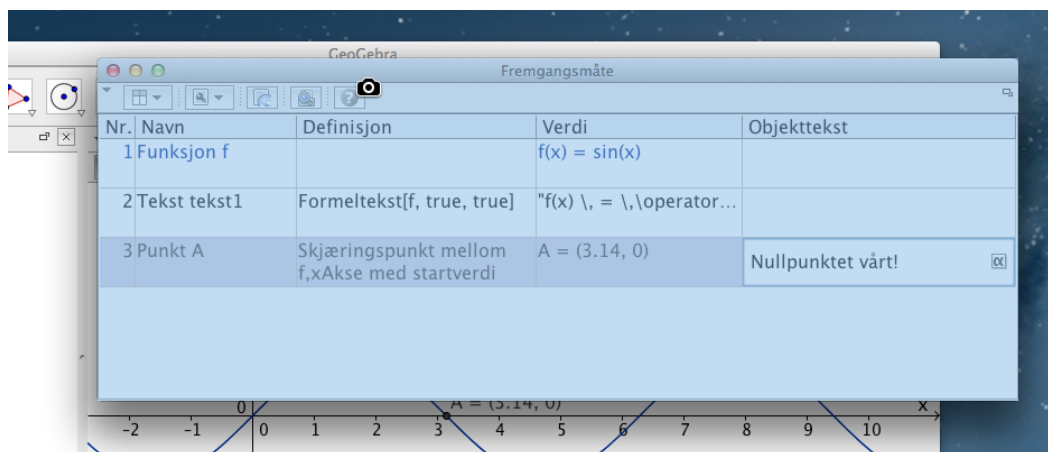 GeoGebra
Fremgangsmåte
Nr. Navn Definisjon Verdi Objekttekst
1 Funksjon f f(x) = sin(x)
2 Tekst tekst1 Formeltekst[f, true, true] "f(x) \, = \,\operator...
3 Punkt A Skjæringspunkt mellom A = (3.14, 0) Nullpunktet vårt! α
f,xAkse med startverdi
A = (3.14, 0)
0 x
-2 -1 0 1 2 3 4 5 6 7 8 9 10